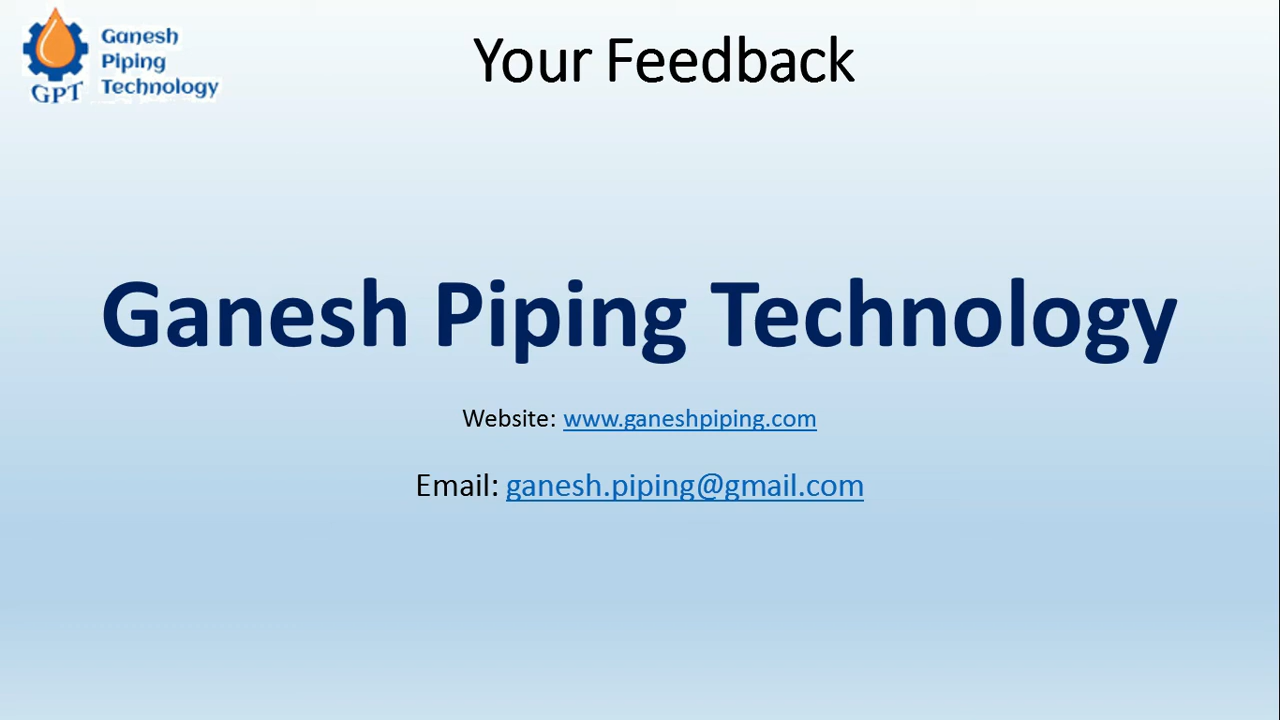 Ganesh
Piping
Technology
GPT
Your Feedback
Ganesh Piping Technology
Website: www.ganeshpiping.com
Email: ganesh.piping@gmail.com